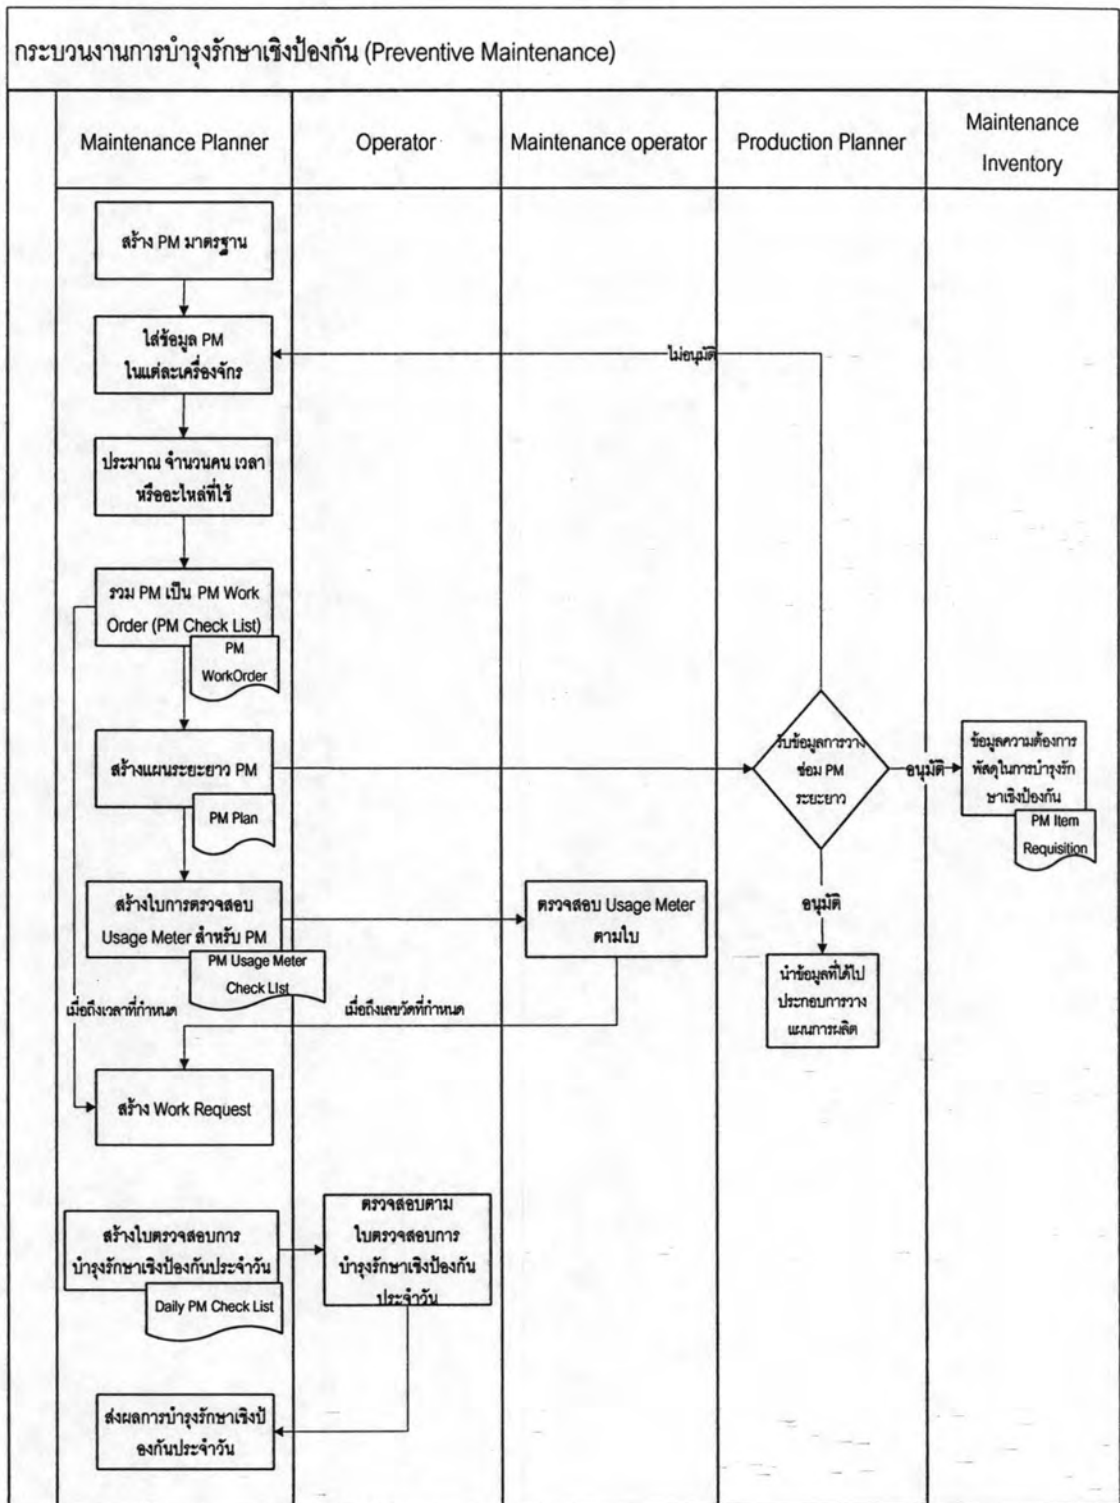 กระบวนงานการบำรุงรักษาเชิงป้องกัน (Preventive Maintenance)
Maintenance Planner
Operator
Maintenance operator
Production Planner
Maintenance
Inventory
สร้าง PM มาตรฐาน
ใส่ข้อมูล PM
ในแต่ละเครื่องจักร
ไม่อนุมัติ
ประมาณ จำนวนคน เวลา
หรืออะไหล่ที่ใช้
รวม PM เป็น PM Work
Order (PM Check List)
PM
WorkOrder
สร้างแผนระยะยาว PM
PM Plan
รับข้อมูลการวาง
ซ่อม PM
ระยะยาว
อนุมัติ
ข้อมูลความต้องการ
พัสดุในการบำรุงรัก
ษาเชิงป้องกัน
PM Item
Requisition
สร้างใบการตรวจสอบ
Usage Meter สำหรับ PM
PM Usage Meter
Check LIst
ตรวจสอบ Usage Meter
ตามใบ
อนุมัติ
นำข้อมูลที่ได้ไป
ประกอบการวาง
แผนการผลิต
เมื่อถึงเวลาที่กำหนด
เมื่อถึงเลขวัดที่กำหนด
สร้าง Work Request
สร้างใบตรวจสอบการ
บำรุงรักษาเชิงป้องกันประจำวัน
Daily PM Check List
ตรวจสอบตาม
ใบตรวจสอบการ
บำรุงรักษาเชิงป้องกัน
ประจำวัน
ส่งผลการบำรุงรักษาเชิงป้
องกันประจำวัน